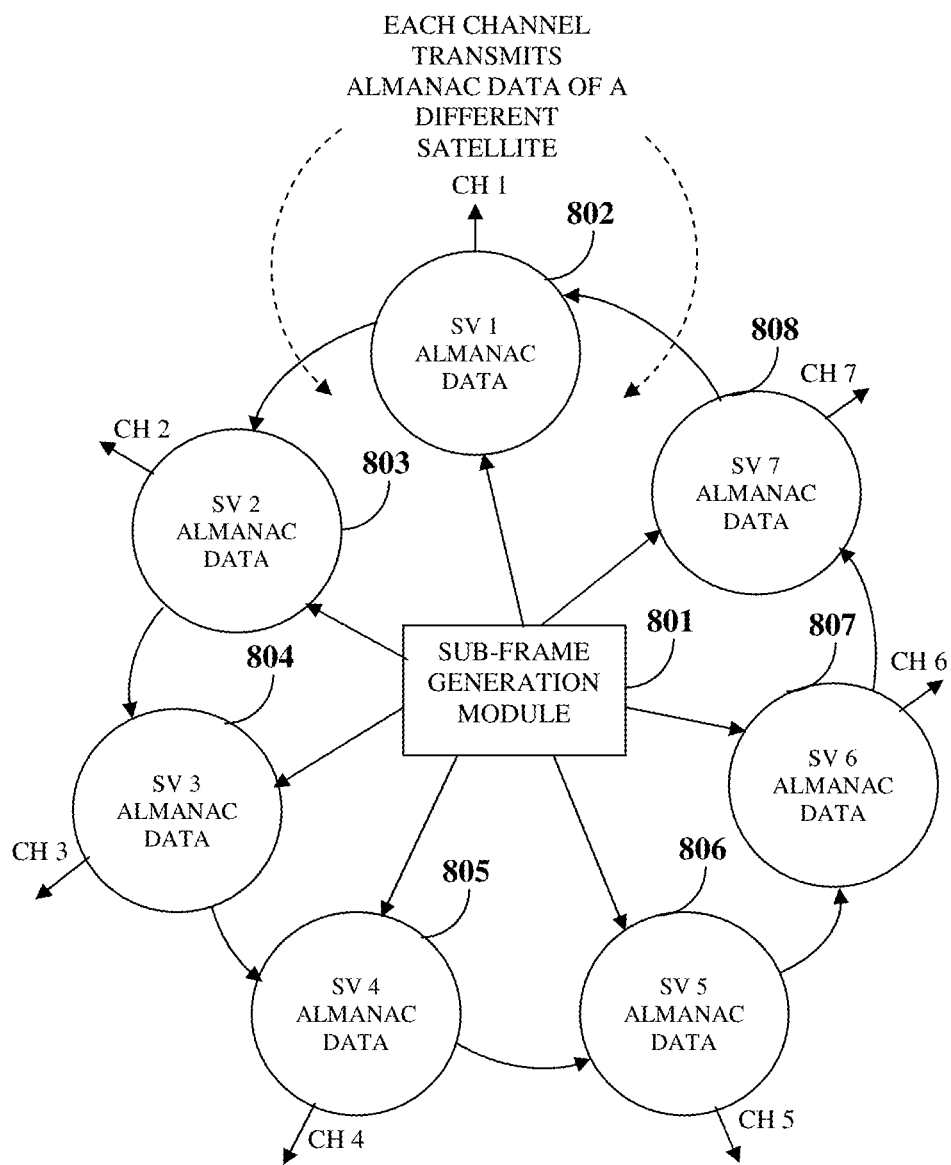 EACH CHANNEL
TRANSMITS
ALMANAC DATA OF A
DIFFERENT
SATELLITE
CH 1
802
SV 1
ALMANAC
DATA
808
CH 7
CH 2
803
SV 2
ALMANAC
DATA
SV 7
ALMANAC
DATA
801
SUB-FRAME
GENERATION
MODULE
807
804
CH 6
SV 3
ALMANAC
DATA
SV 6
ALMANAC
DATA
CH 3
805
806
SV 4
ALMANAC
DATA
SV 5
ALMANAC
DATA
CH 4
CH 5